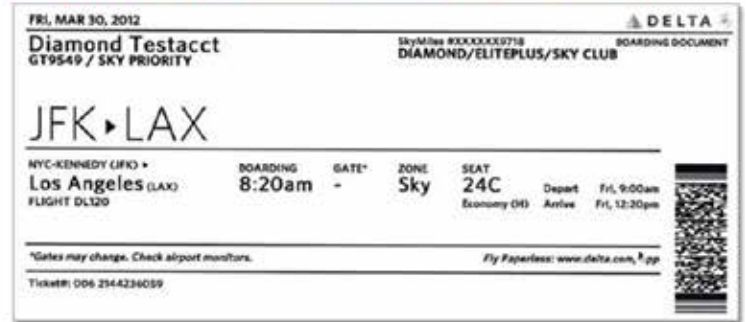 FRI, MAR 30, 2012
DELTA
Diamond Testacct
GT9549 / SKY PRIORITY
SkyMiles #XXXXXX9718
DIAMOND/ELITEPLUS/SKY CLUB
BOARDING DOCUMENT
JFK▸LAX
NYC-KENNEDY (JFK) ▸
Los Angeles (LAX)
FLIGHT DL120
BOARDING
8:20am
GATE*
-
ZONE
Sky
SEAT
24C
Economy (H)
Depart Fri, 9:00am
Arrive Fri, 12:20pm
*Gates may change. Check airport monitors.
Fly Paperless: www.delta.com,
Ticket#: 006 2144236059